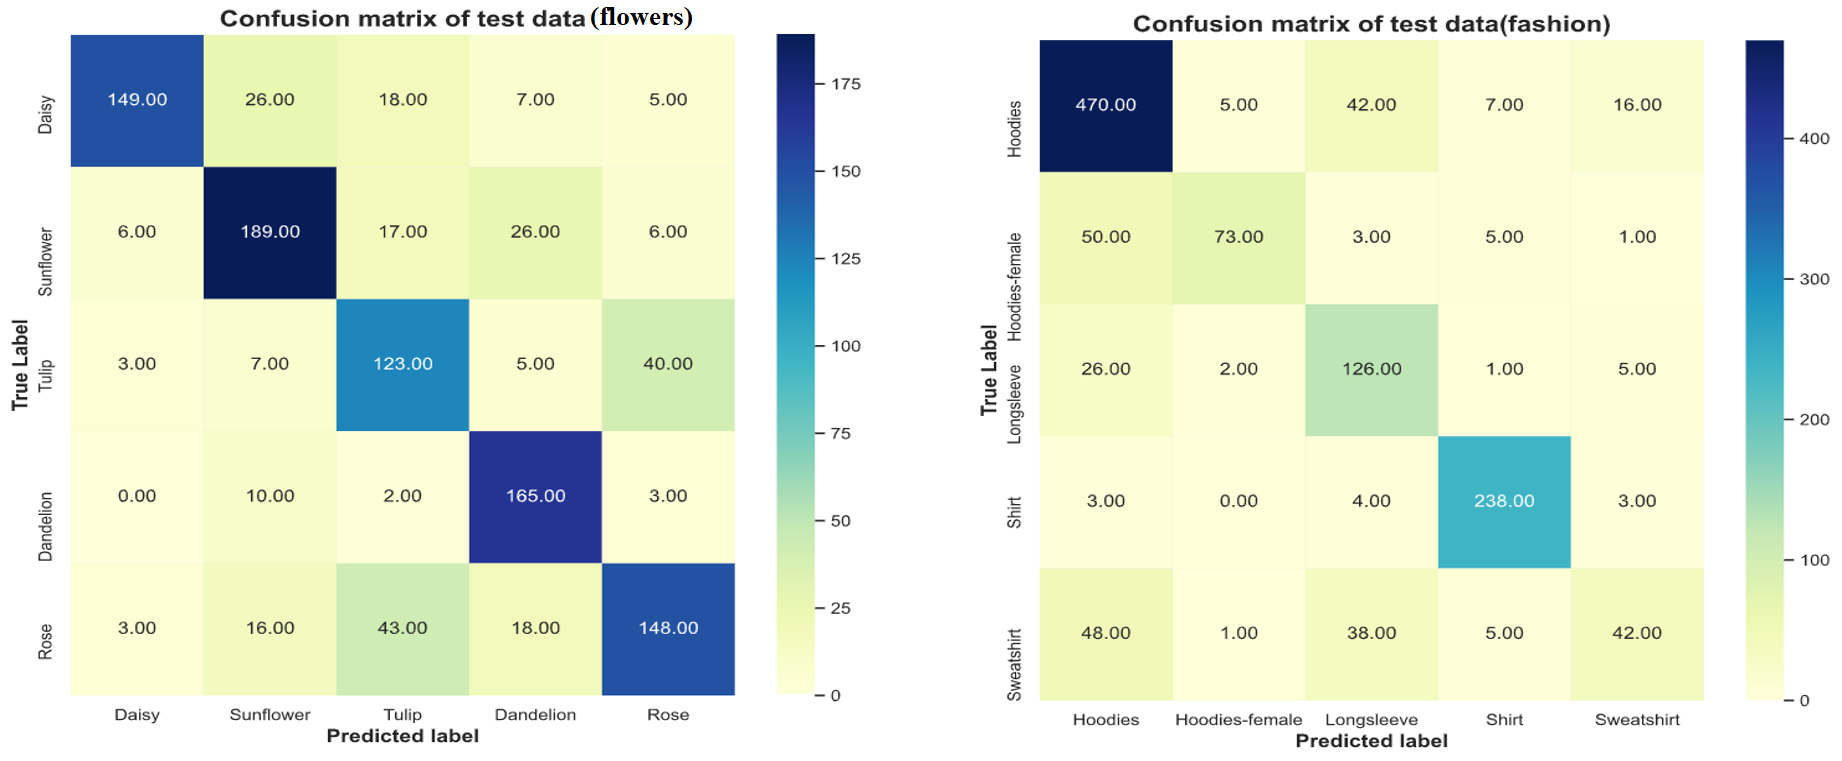 Confusion matrix of test data (flowers)
True Label
Daisy 149.00 26.00 18.00 7.00 5.00
Sunflower 6.00 189.00 17.00 26.00 6.00
Tulip 3.00 7.00 123.00 5.00 40.00
Dandelion 0.00 10.00 2.00 165.00 3.00
Rose 3.00 16.00 43.00 18.00 148.00
Daisy Sunflower Tulip Dandelion Rose
Predicted label
175
150
125
100
75
50
25
0
Confusion matrix of test data(fashion)
True Label
Hoodies 470.00 5.00 42.00 7.00 16.00
Hoodies-female 50.00 73.00 3.00 5.00 1.00
Longsleeve 26.00 2.00 126.00 1.00 5.00
Shirt 3.00 0.00 4.00 238.00 3.00
Sweatshirt 48.00 1.00 38.00 5.00 42.00
Hoodies Hoodies-female Longsleeve Shirt Sweatshirt
Predicted label
400
300
200
100
0